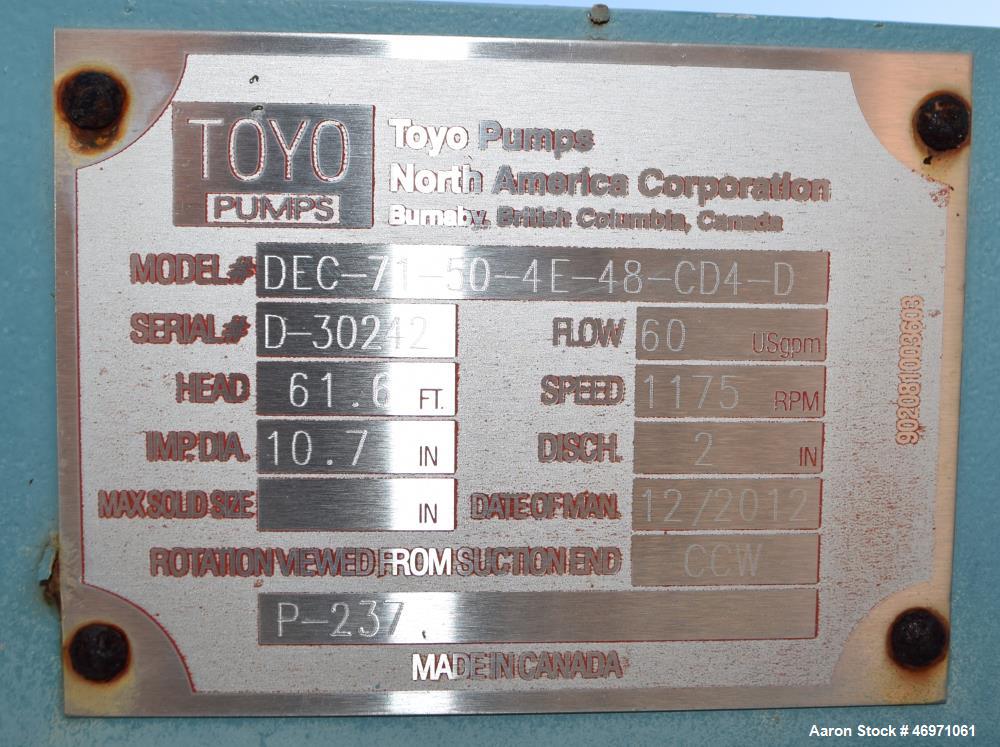 TOYO
PUMPS
Toyo Pumps
North America Corporation
Burnaby, British Columbia, Canada
MODEL# DEC-71-50-4E-48-CD4-D
SERIAL# D-30242 FLOW 60 USgpm
HEAD 61.6 FT. SPEED 1175 RPM
IMP.DIA. 10.7 IN DISCH. 2 IN
MAX SOLID SIZE IN DATE OF MAN. 12/2012
ROTATION VIEWED FROM SUCTION END CCW
P-237
MADE IN CANADA
Aaron Stock # 46971061